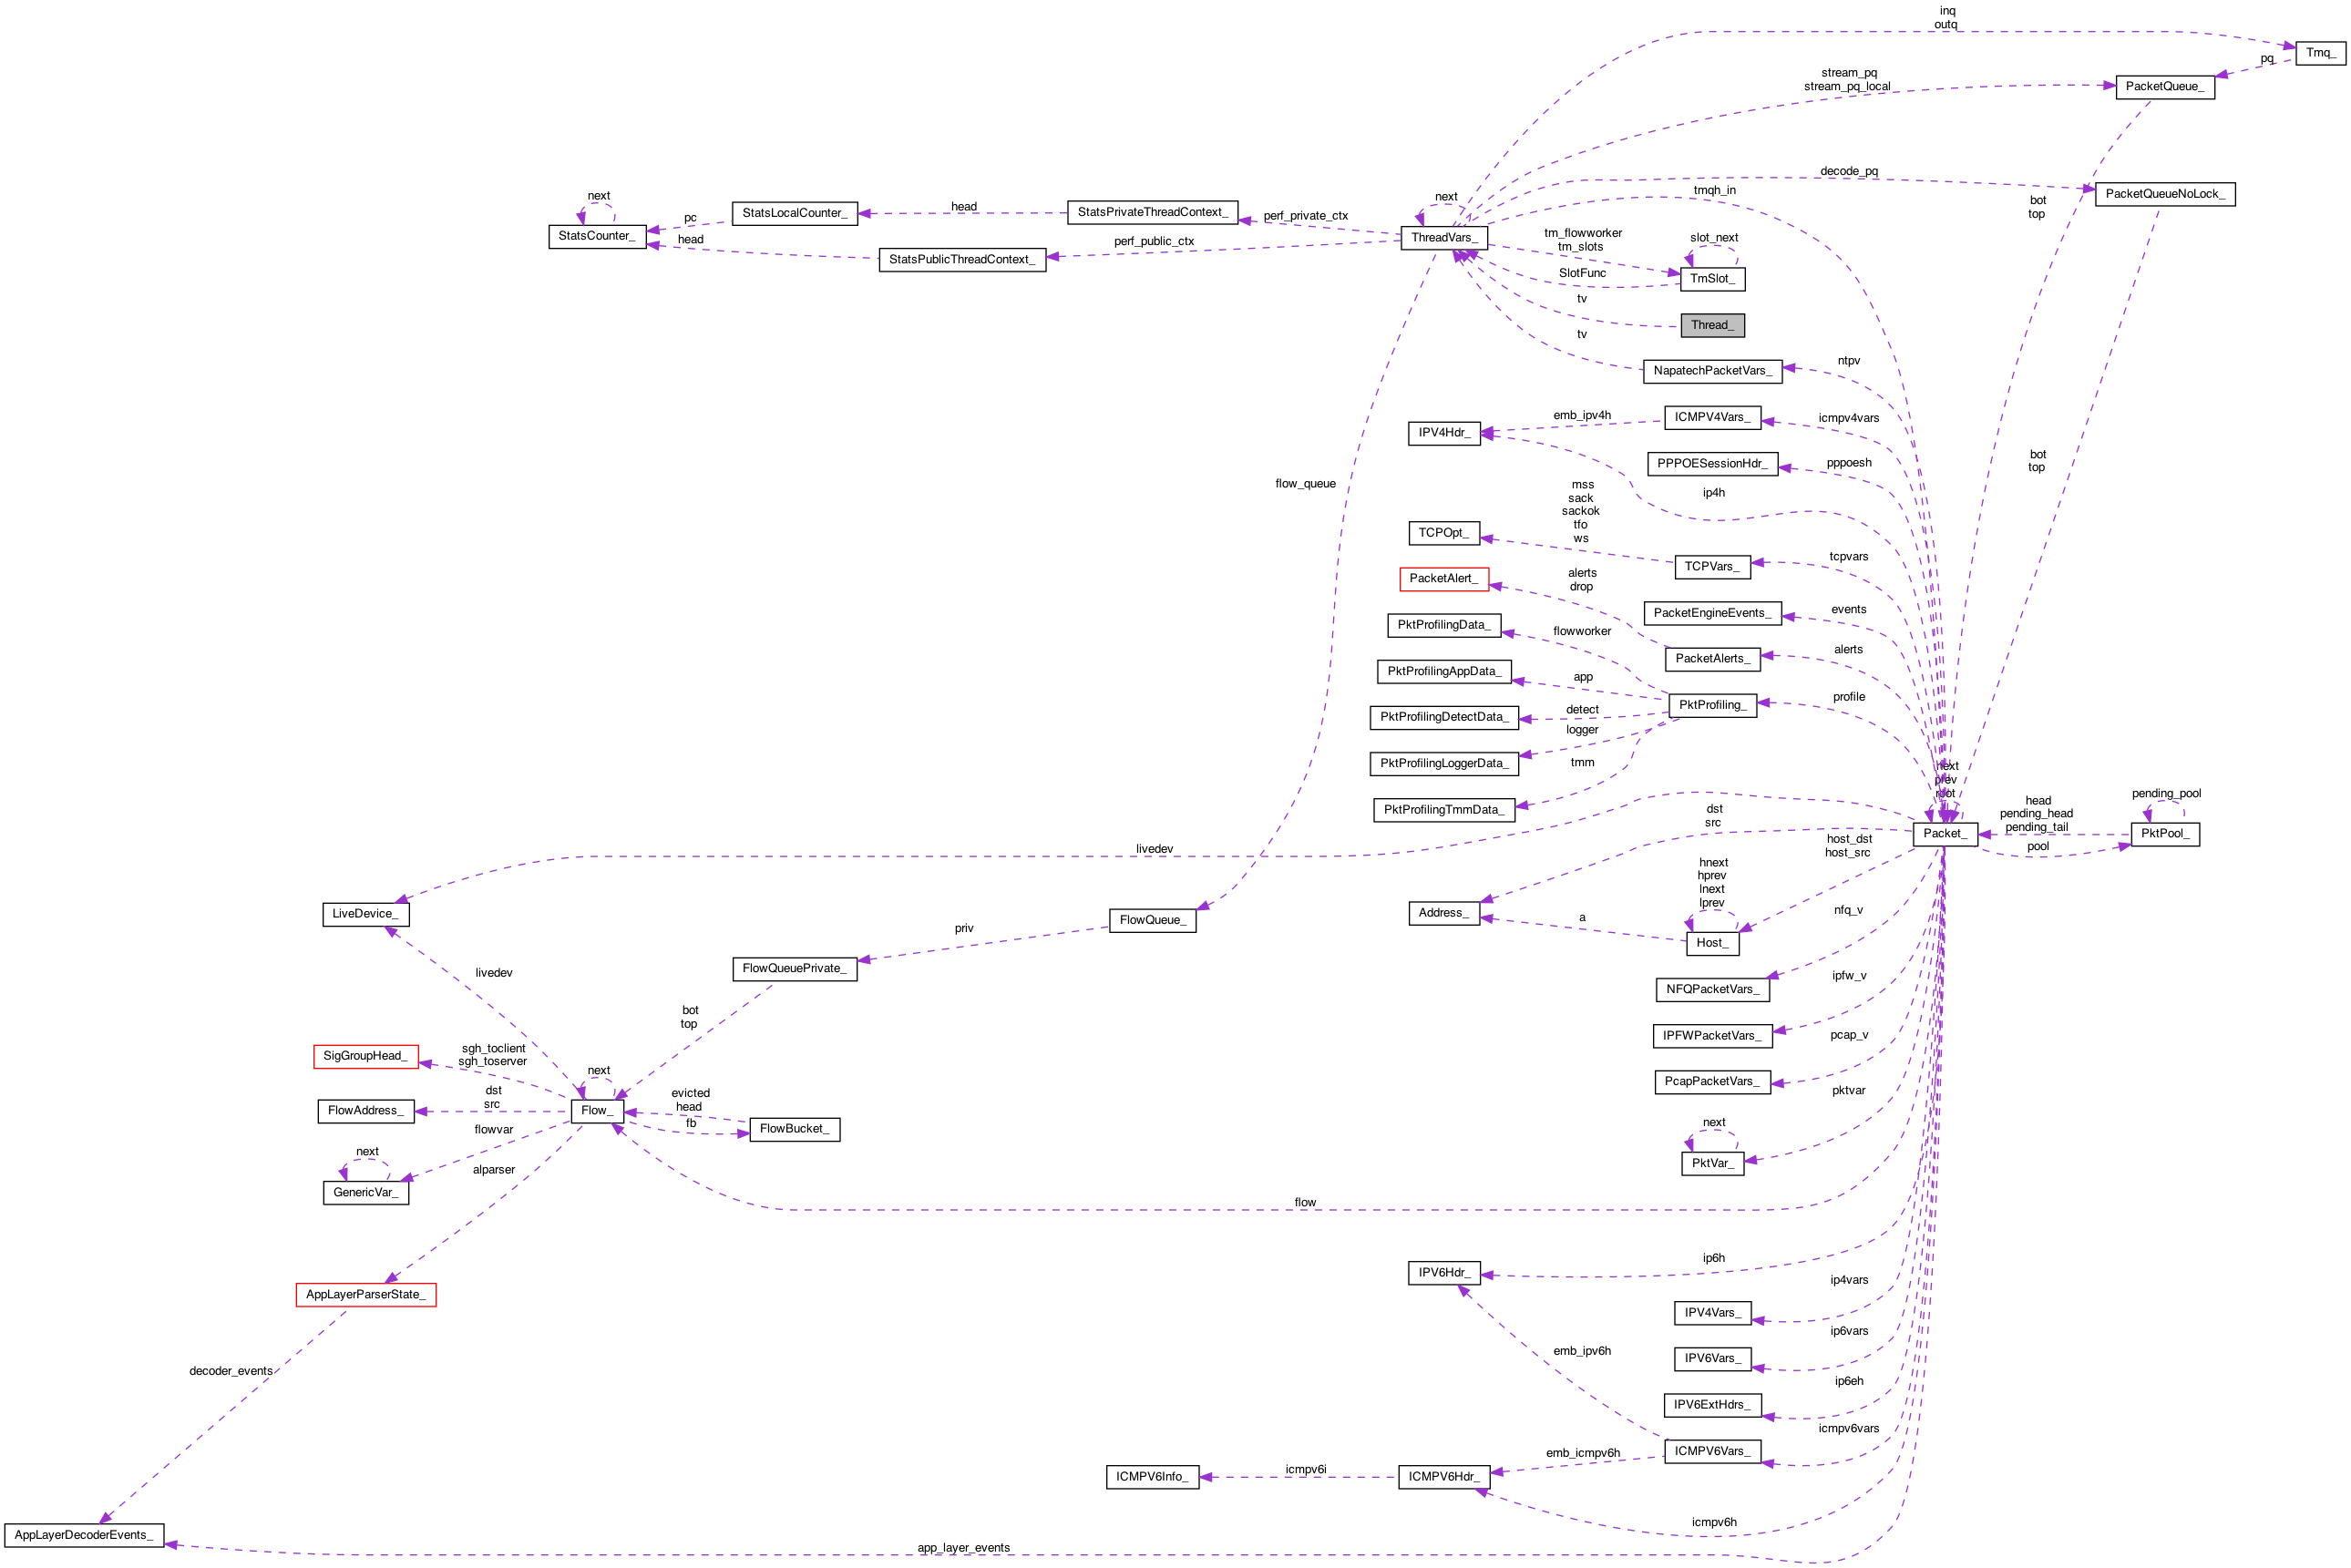 inq
outq
Tmq_
pq
stream_pq
stream_pq_local
PacketQueue_
decode_pq
PacketQueueNoLock_
tmqh_in
bot
top
next
StatsCounter_
pc
head
StatsLocalCounter_
head
StatsPrivateThreadContext_
perf_private_ctx
StatsPublicThreadContext_
perf_public_ctx
next
ThreadVars_
tm_flowworker
tm_slots
SlotFunc
slot_next
TmSlot_
tv
Thread_
tv
NapatechPacketVars_
ntpv
IPV4Hdr_
emb_ipv4h
ICMPV4Vars_
icmpv4vars
PPPOESessionHdr_
pppoesh
ip4h
bot
top
flow_queue
TCPOpt_
mss
sack
sackok
tfo
ws
TCPVars_
tcpvars
PacketAlert_
alerts
drop
PacketEngineEvents_
events
PktProfilingData_
flowworker
PacketAlerts_
alerts
PktProfilingAppData_
app
PktProfiling_
profile
PktProfilingDetectData_
detect
PktProfilingLoggerData_
logger
tmm
PktProfilingTmmData_
next
prev
root
Packet_
head
pending_head
pending_tail
pool
pending_pool
PktPool_
livedev
dst
src
host_dst
host_src
hnext
hprev
lnext
lprev
LiveDevice_
FlowQueue_
Address_
a
Host_
nfq_v
priv
FlowQueuePrivate_
livedev
NFQPacketVars_
ipfw_v
bot
top
IPFWPacketVars_
pcap_v
SigGroupHead_
sgh_toclient
sgh_toserver
next
PcapPacketVars_
pktvar
FlowAddress_
dst
src
Flow_
evicted
head
fb
FlowBucket_
flowvar
next
PktVar_
next
GenericVar_
alparser
flow
IPV6Hdr_
ip6h
AppLayerParserState_
IPV4Vars_
ip4vars
IPV6Vars_
ip6vars
emb_ipv6h
decoder_events
IPV6ExtHdrs_
ip6eh
ICMPV6Vars_
icmpv6vars
ICMPV6Info_
icmpv6i
ICMPV6Hdr_
emb_icmpv6h
icmpv6h
AppLayerDecoderEvents_
app_layer_events